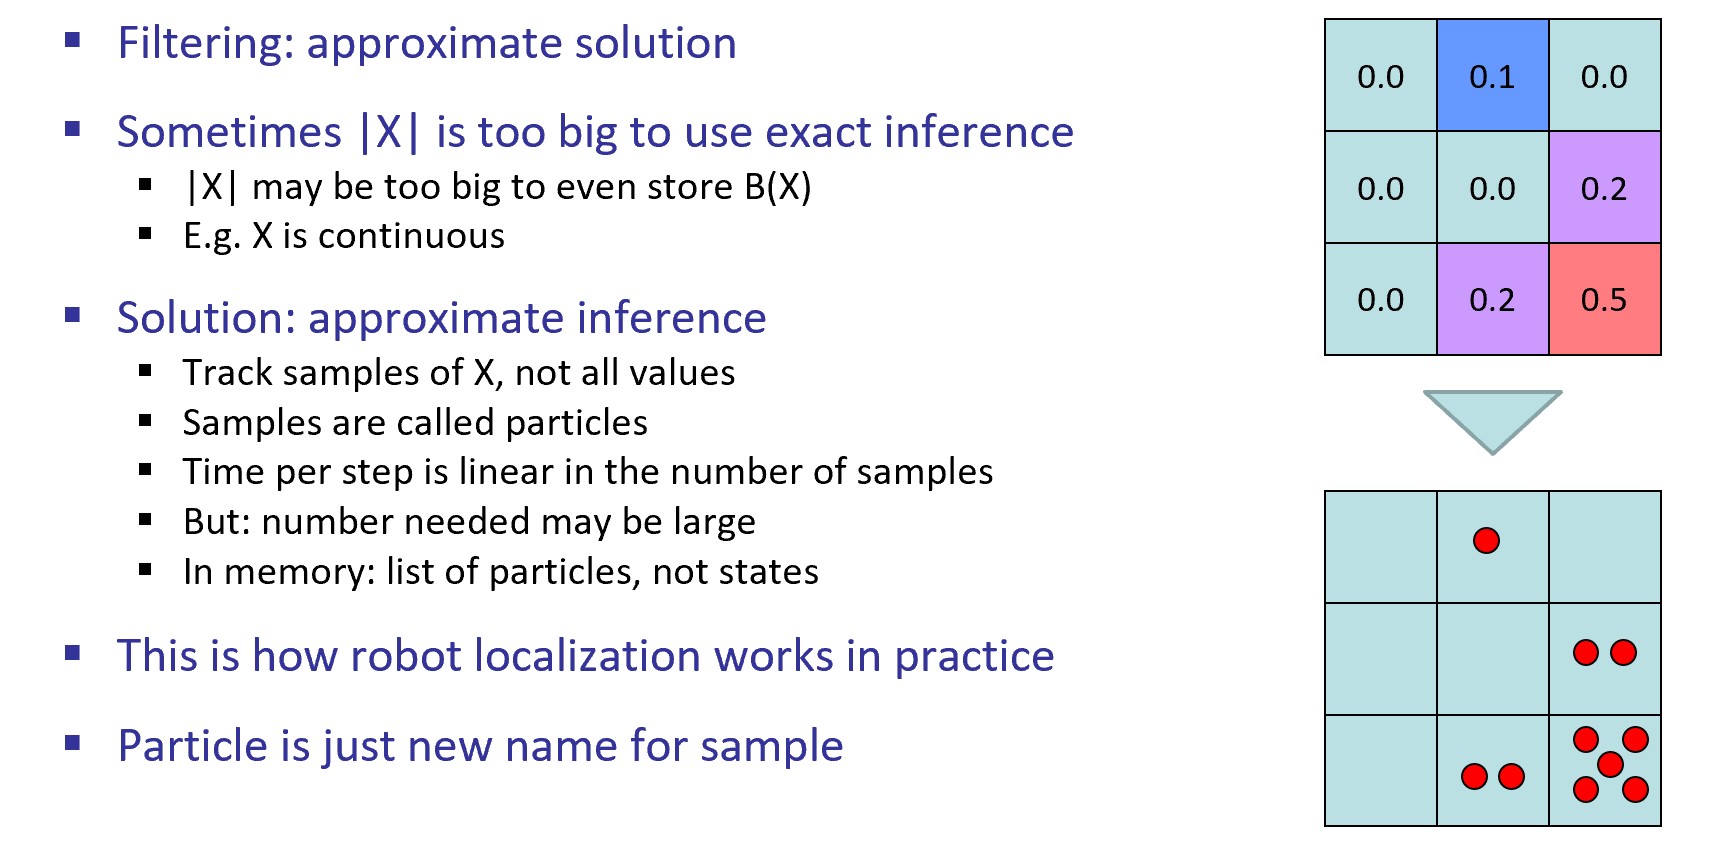 Filtering: approximate solution
Sometimes |X| is too big to use exact inference
|X| may be too big to even store B(X)
E.g. X is continuous
Solution: approximate inference
Track samples of X, not all values
Samples are called particles
Time per step is linear in the number of samples
But: number needed may be large
In memory: list of particles, not states
This is how robot localization works in practice
Particle is just new name for sample
0.0 0.1 0.0
0.0 0.0 0.2
0.0 0.2 0.5